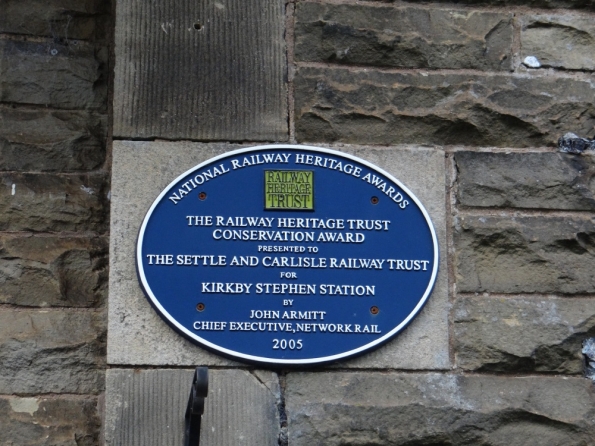 NATIONAL RAILWAY HERITAGE AWARDS
RAILWAY
HERITAGE
TRUST
THE RAILWAY HERITAGE TRUST
CONSERVATION AWARD
PRESENTED TO
THE SETTLE AND CARLISLE RAILWAY TRUST
FOR
KIRKBY STEPHEN STATION
BY
JOHN ARMITT
CHIEF EXECUTIVE, NETWORK RAIL
2005